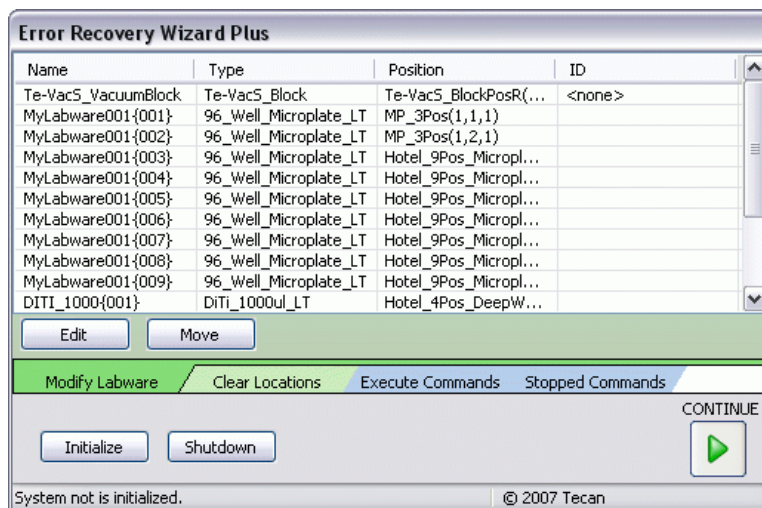 Error Recovery Wizard Plus
Name Type Position ID
Te-VacS_VacuumBlock Te-VacS_Block Te-VacS_BlockPosR(... <none>
MyLabware001{001} 96_Well_Microplate_LT MP_3Pos(1,1,1)
MyLabware001{002} 96_Well_Microplate_LT MP_3Pos(1,2,1)
MyLabware001{003} 96_Well_Microplate_LT Hotel_9Pos_Micropl...
MyLabware001{004} 96_Well_Microplate_LT Hotel_9Pos_Micropl...
MyLabware001{005} 96_Well_Microplate_LT Hotel_9Pos_Micropl...
MyLabware001{006} 96_Well_Microplate_LT Hotel_9Pos_Micropl...
MyLabware001{007} 96_Well_Microplate_LT Hotel_9Pos_Micropl...
MyLabware001{008} 96_Well_Microplate_LT Hotel_9Pos_Micropl...
MyLabware001{009} 96_Well_Microplate_LT Hotel_9Pos_Micropl...
DITI_1000{001} DiTi_1000ul_LT Hotel_4Pos_DeepW...
Edit Move
Modify Labware Clear Locations Execute Commands Stopped Commands
CONTINUE
Initialize Shutdown
System not is initialized. © 2007 Tecan